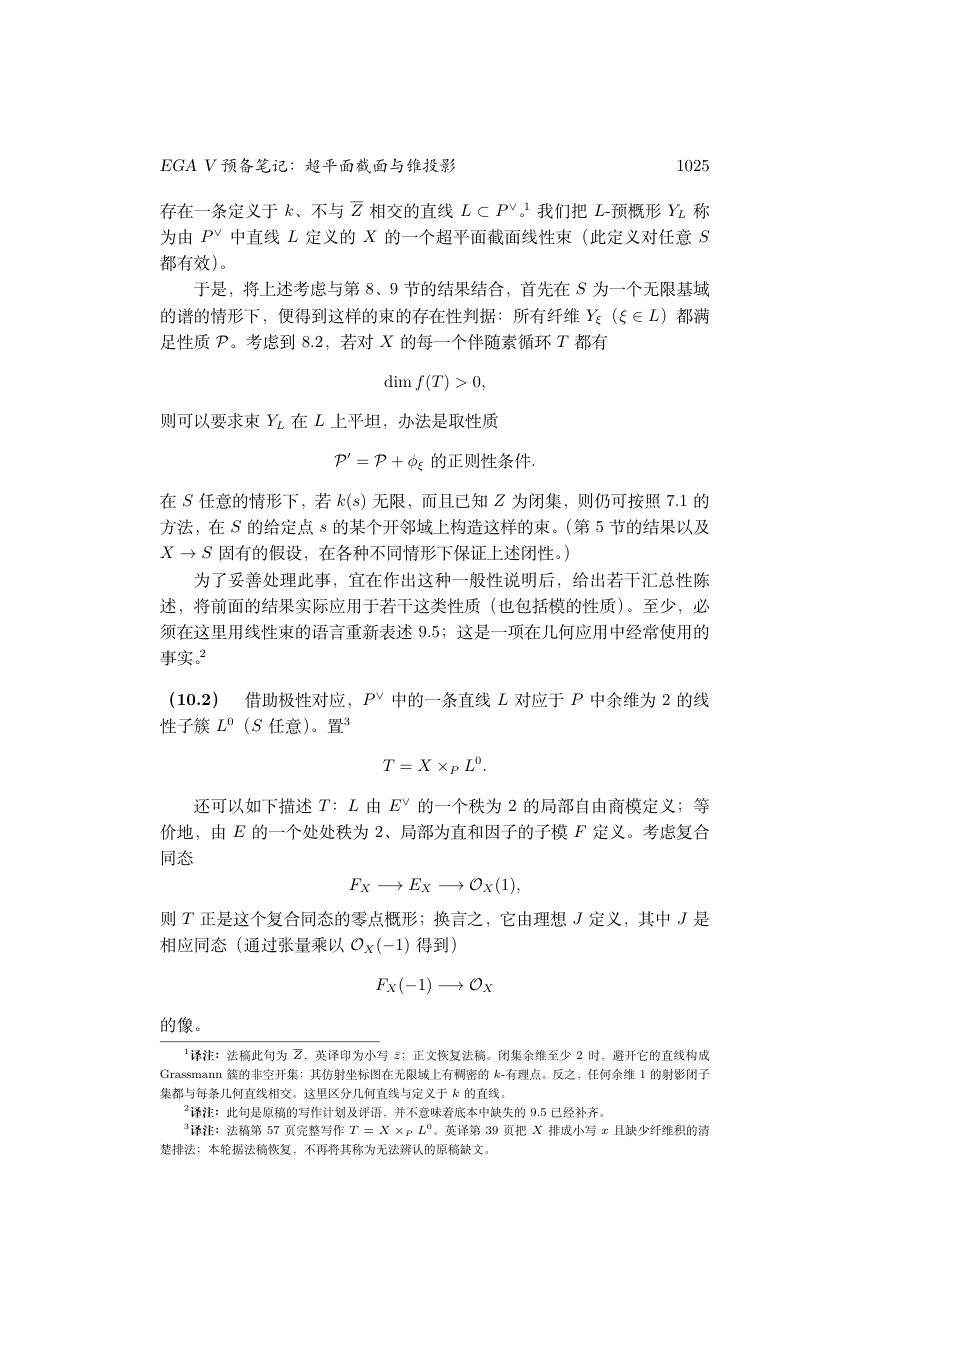 EGA V 预备笔记：超平面截面与锥投影 1025
存在一条定义于 k、不与 Z̅ 相交的直线 L ⊂ P∨。¹ 我们把 L-预概形 Y_L 称
为由 P∨ 中直线 L 定义的 X 的一个超平面截面线性束（此定义对任意 S
都有效）。
于是，将上述考虑与第 8、9 节的结果结合，首先在 S 为一个无限基域
的谱的情形下，便得到这样的束的存在性判据：所有纤维 Y_ξ（ξ ∈ L）都满
足性质 𝒫。考虑到 8.2，若对 X 的每一个伴随素循环 T 都有
dim f(T) > 0,
则可以要求束 Y_L 在 L 上平坦，办法是取性质
𝒫′ = 𝒫 + ϕ_ξ 的正则性条件.
在 S 任意的情形下，若 k(s) 无限，而且已知 Z 为闭集，则仍可按照 7.1 的
方法，在 S 的给定点 s 的某个开邻域上构造这样的束。（第 5 节的结果以及
X → S 固有的假设，在各种不同情形下保证上述闭性。）
为了妥善处理此事，宜在作出这种一般性说明后，给出若干汇总性陈
述，将前面的结果实际应用于若干这类性质（也包括模的性质）。至少，必
须在这里用线性束的语言重新表述 9.5；这是一项在几何应用中经常使用的
事实。²
（10.2） 借助极性对应，P∨ 中的一条直线 L 对应于 P 中余维为 2 的线
性子簇 L⁰（S 任意）。置³
T = X ×_P L⁰.
还可以如下描述 T：L 由 E∨ 的一个秩为 2 的局部自由商模定义；等
价地，由 E 的一个处处秩为 2、局部为直和因子的子模 F 定义。考虑复合
同态
F_X ⟶ E_X ⟶ 𝒪_X(1),
则 T 正是这个复合同态的零点概形；换言之，它由理想 J 定义，其中 J 是
相应同态（通过张量乘以 𝒪_X(−1) 得到）
F_X(−1) ⟶ 𝒪_X
的像。
¹译注：法稿此句为 Z̅，英译印为小写 z̄；正文恢复法稿。闭集余维至少 2 时，避开它的直线构成
Grassmann 簇的非空开集；其仿射坐标图在无限域上有稠密的 k-有理点。反之，任何余维 1 的射影闭子
集都与每条几何直线相交。这里区分几何直线与定义于 k 的直线。
²译注：此句是原稿的写作计划及评语，并不意味着底本中缺失的 9.5 已经补齐。
³译注：法稿第 57 页完整写作 T = X ×_P L⁰。英译第 39 页把 X 排成小写 x 且缺少纤维积的清
楚排法；本轮据法稿恢复，不再将其称为无法辨认的原稿缺文。